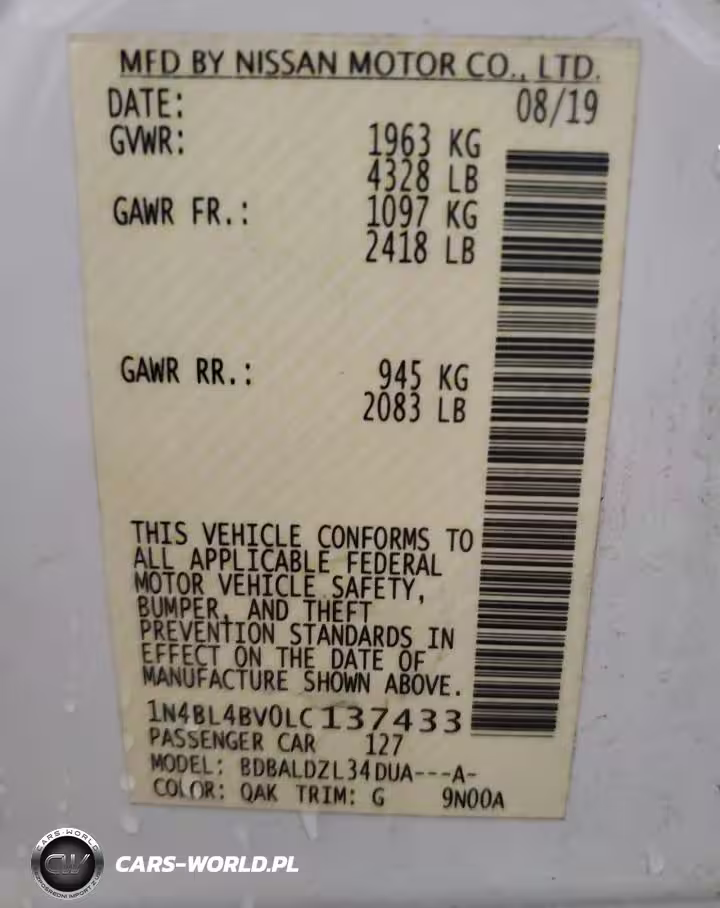 MFD BY NISSAN MOTOR CO., LTD.
DATE: 08/19
GVWR: 1963 KG
4328 LB
GAWR FR.: 1097 KG
2418 LB
GAWR RR.: 945 KG
2083 LB
THIS VEHICLE CONFORMS TO
ALL APPLICABLE FEDERAL
MOTOR VEHICLE SAFETY,
BUMPER, AND THEFT
PREVENTION STANDARDS IN
EFFECT ON THE DATE OF
MANUFACTURE SHOWN ABOVE.
1N4BL4BV0LC137433
PASSENGER CAR 127
MODEL: BDBALDZL34DUA---A-
COLOR: QAK TRIM: G 9N00A
CARS-WORLD
CW
CARS-WORLD.PL